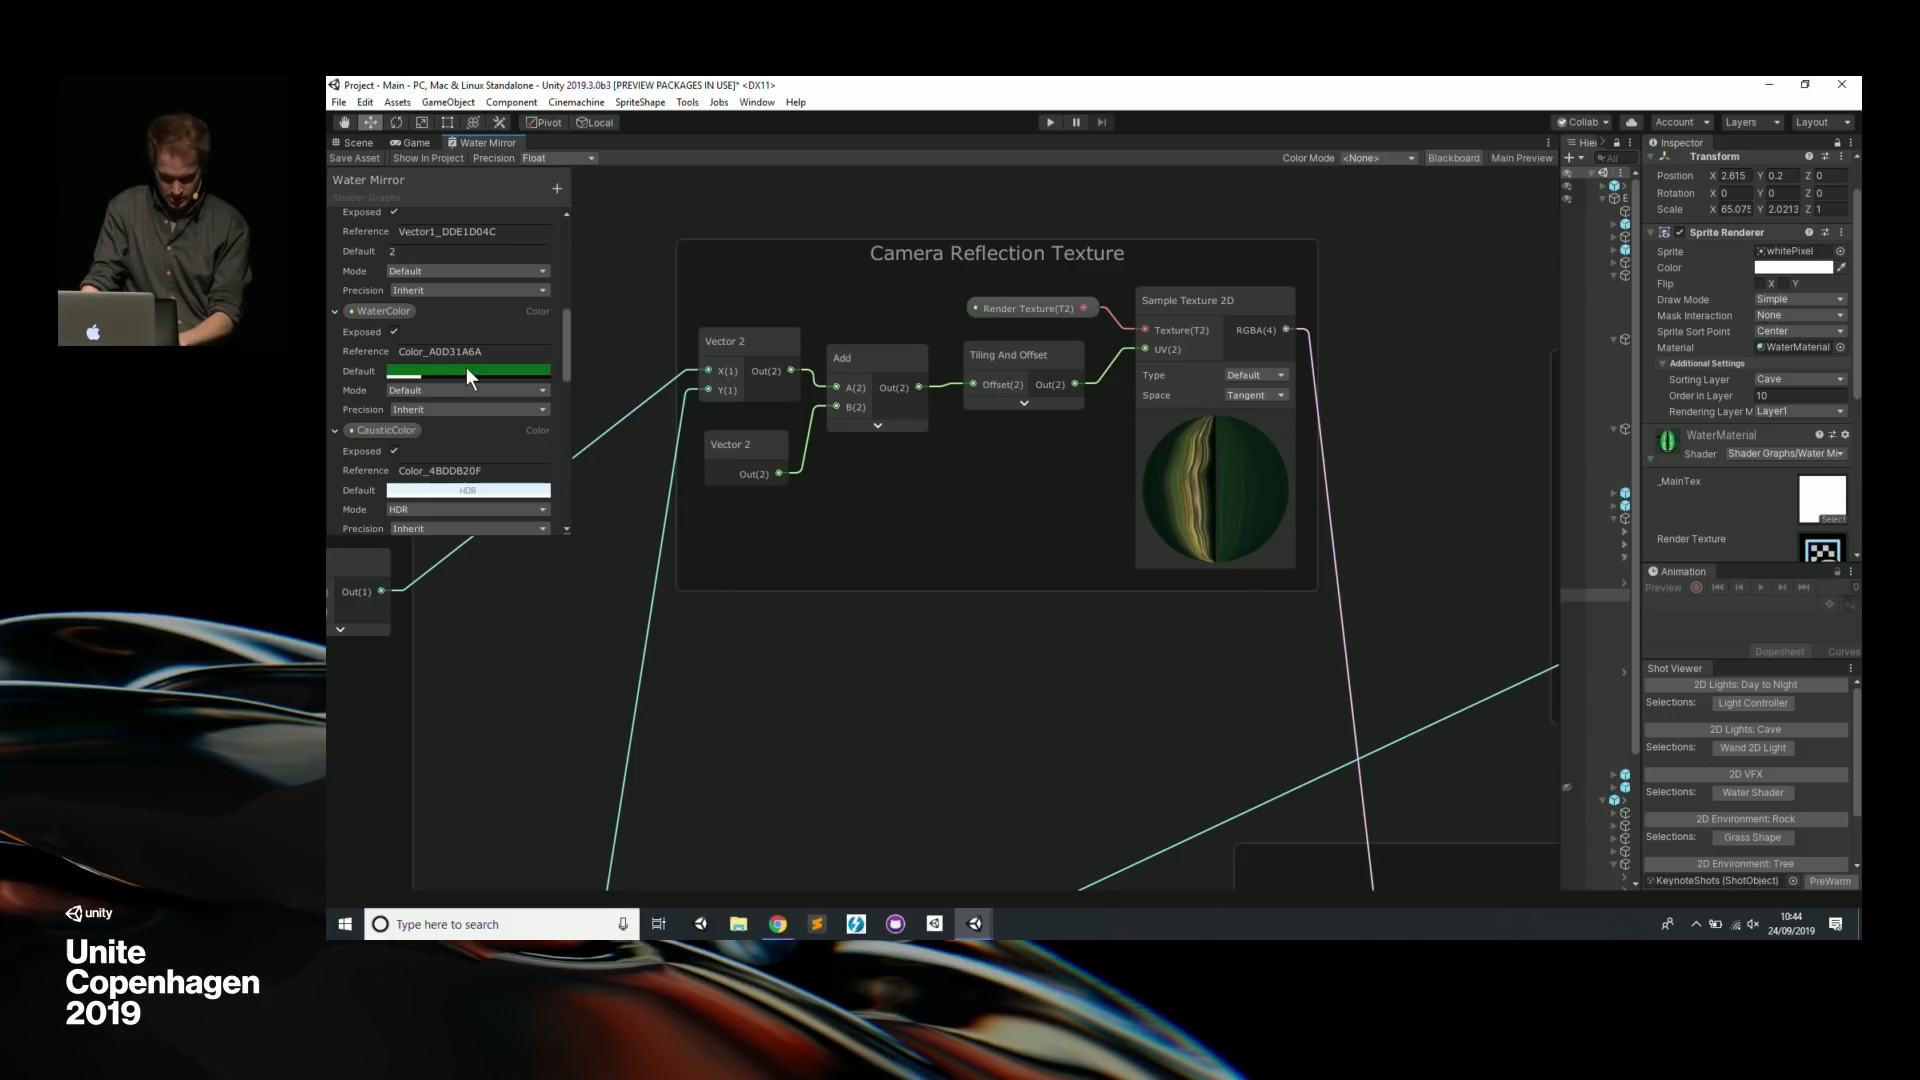 Project - Main - PC, Mac & Linux Standalone - Unity 2019.3.0b3 [PREVIEW PACKAGES IN USE]* <DX11>
File Edit Assets GameObject Component Cinemachine SpriteShape Tools Jobs Window Help
Pivot Local
Collab Account Layers Layout
Scene Game Water Mirror
Save Asset Show In Project Precision Float
Color Mode <None> Blackboard Main Preview
Water Mirror
Shader Graphs
Exposed
Reference Vector1_DDE1D04C
Default 2
Mode Default
Precision Inherit
WaterColor Color
Exposed
Reference Color_A0D31A6A
Default
Mode Default
Precision Inherit
CausticColor Color
Exposed
Reference Color_4BDDB20F
Default HDR
Mode HDR
Precision Inherit
Out(1)
Camera Reflection Texture
Vector 2
X(1) Out(2)
Y(1)
Vector 2
Out(2)
Add
A(2) Out(2)
B(2)
Render Texture(T2)
Tiling And Offset
Offset(2) Out(2)
Sample Texture 2D
Texture(T2) RGBA(4)
UV(2)
Type Default
Space Tangent
Hie
All
E
Inspector
Transform
Position X 2.615 Y 0.2 Z 0
Rotation X 0 Y 0 Z 0
Scale X 65.075 Y 2.0213 Z 1
Sprite Renderer
Sprite whitePixel
Color
Flip X Y
Draw Mode Simple
Mask Interaction None
Sprite Sort Point Center
Material WaterMaterial
Additional Settings
Sorting Layer Cave
Order in Layer 10
Rendering Layer M Layer1
WaterMaterial
Shader Shader Graphs/Water Mi
_MainTex
Select
Render Texture
Animation
Preview 0
Dopesheet Curves
Shot Viewer
2D Lights: Day to Night
Selections: Light Controller
2D Lights: Cave
Selections: Wand 2D Light
2D VFX
Selections: Water Shader
2D Environment: Rock
Selections: Grass Shape
2D Environment: Tree
KeynoteShots (ShotObject) PreWarm
Type here to search
10:44
24/09/2019
unity
Unite
Copenhagen
2019